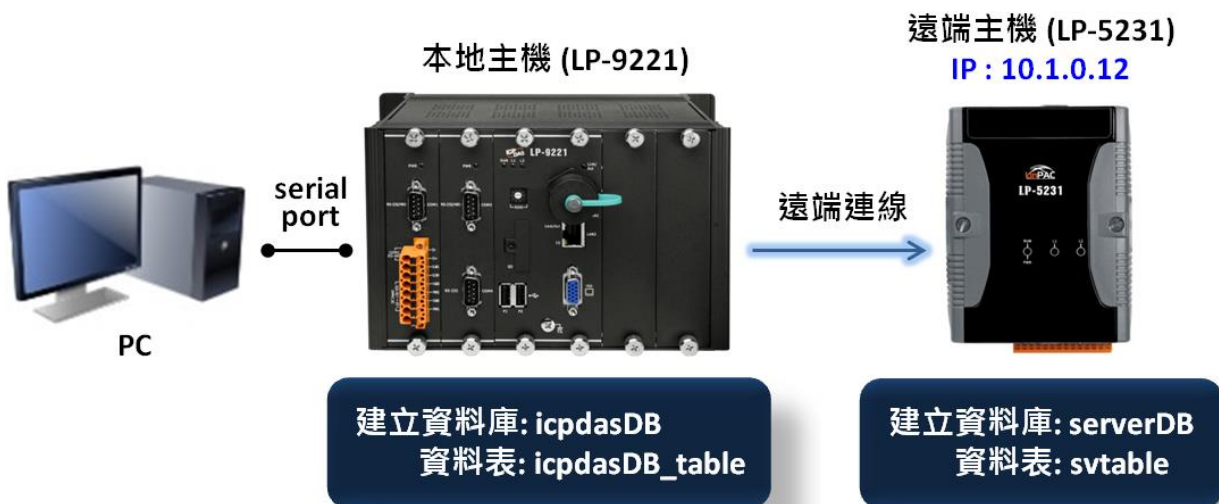 本地主機 (LP-9221)
遠端主機 (LP-5231)
IP : 10.1.0.12
LP-9221
LinPAC
LP-5231
serial
port
遠端連線
PC
建立資料庫: icpdasDB
資料表: icpdasDB_table
建立資料庫: serverDB
資料表: svtable